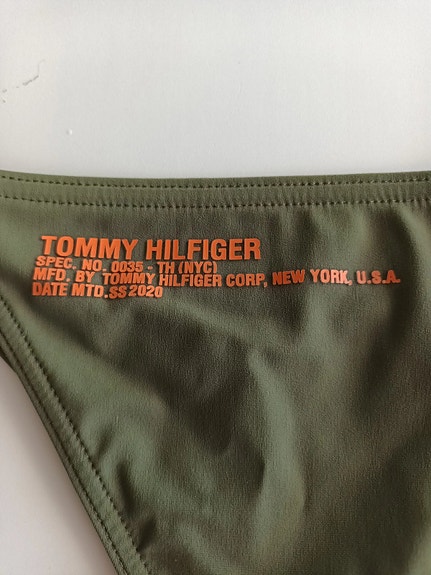 TOMMY HILFIGER
SPEC. NO. 0035 - TH (NYC)
MFD. BY TOMMY HILFIGER CORP, NEW YORK, U.S.A.
DATE MTD.SS 2020